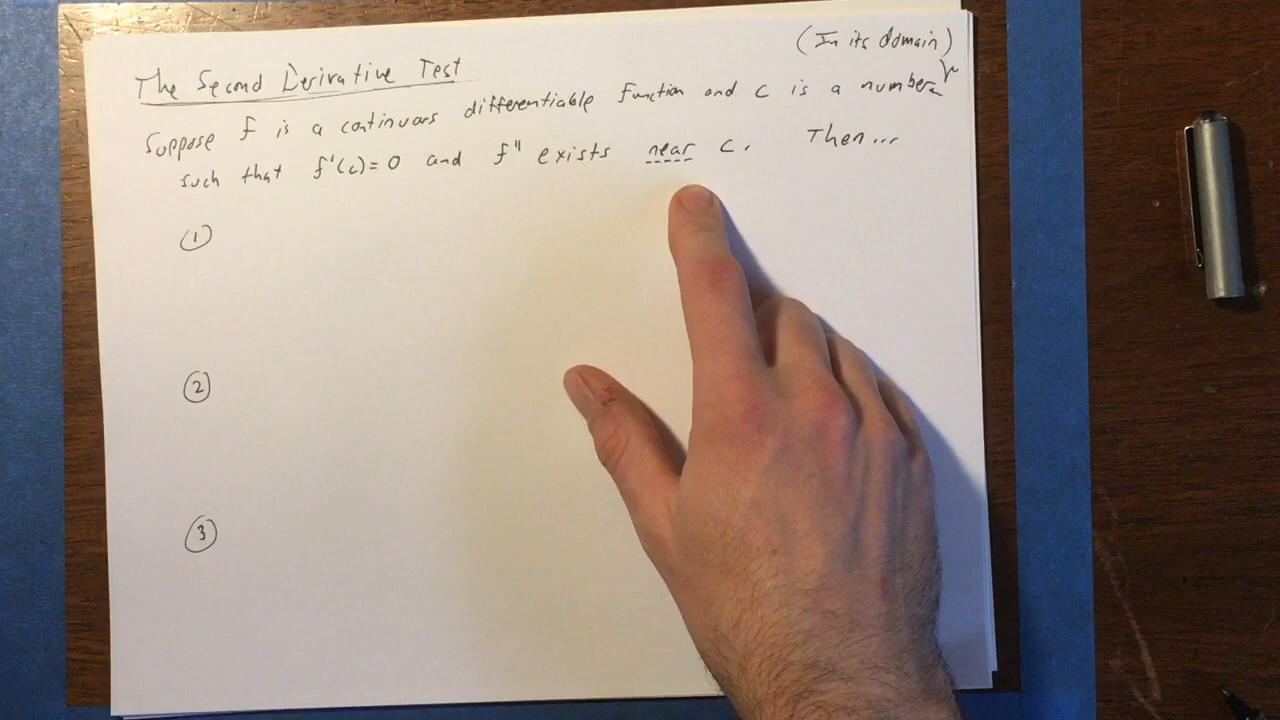 (In its domain)
The Second Derivative Test
Suppose f is a continuous differentiable function and c is a number
such that f'(c)=0 and f" exists near c. Then...
①
②
③